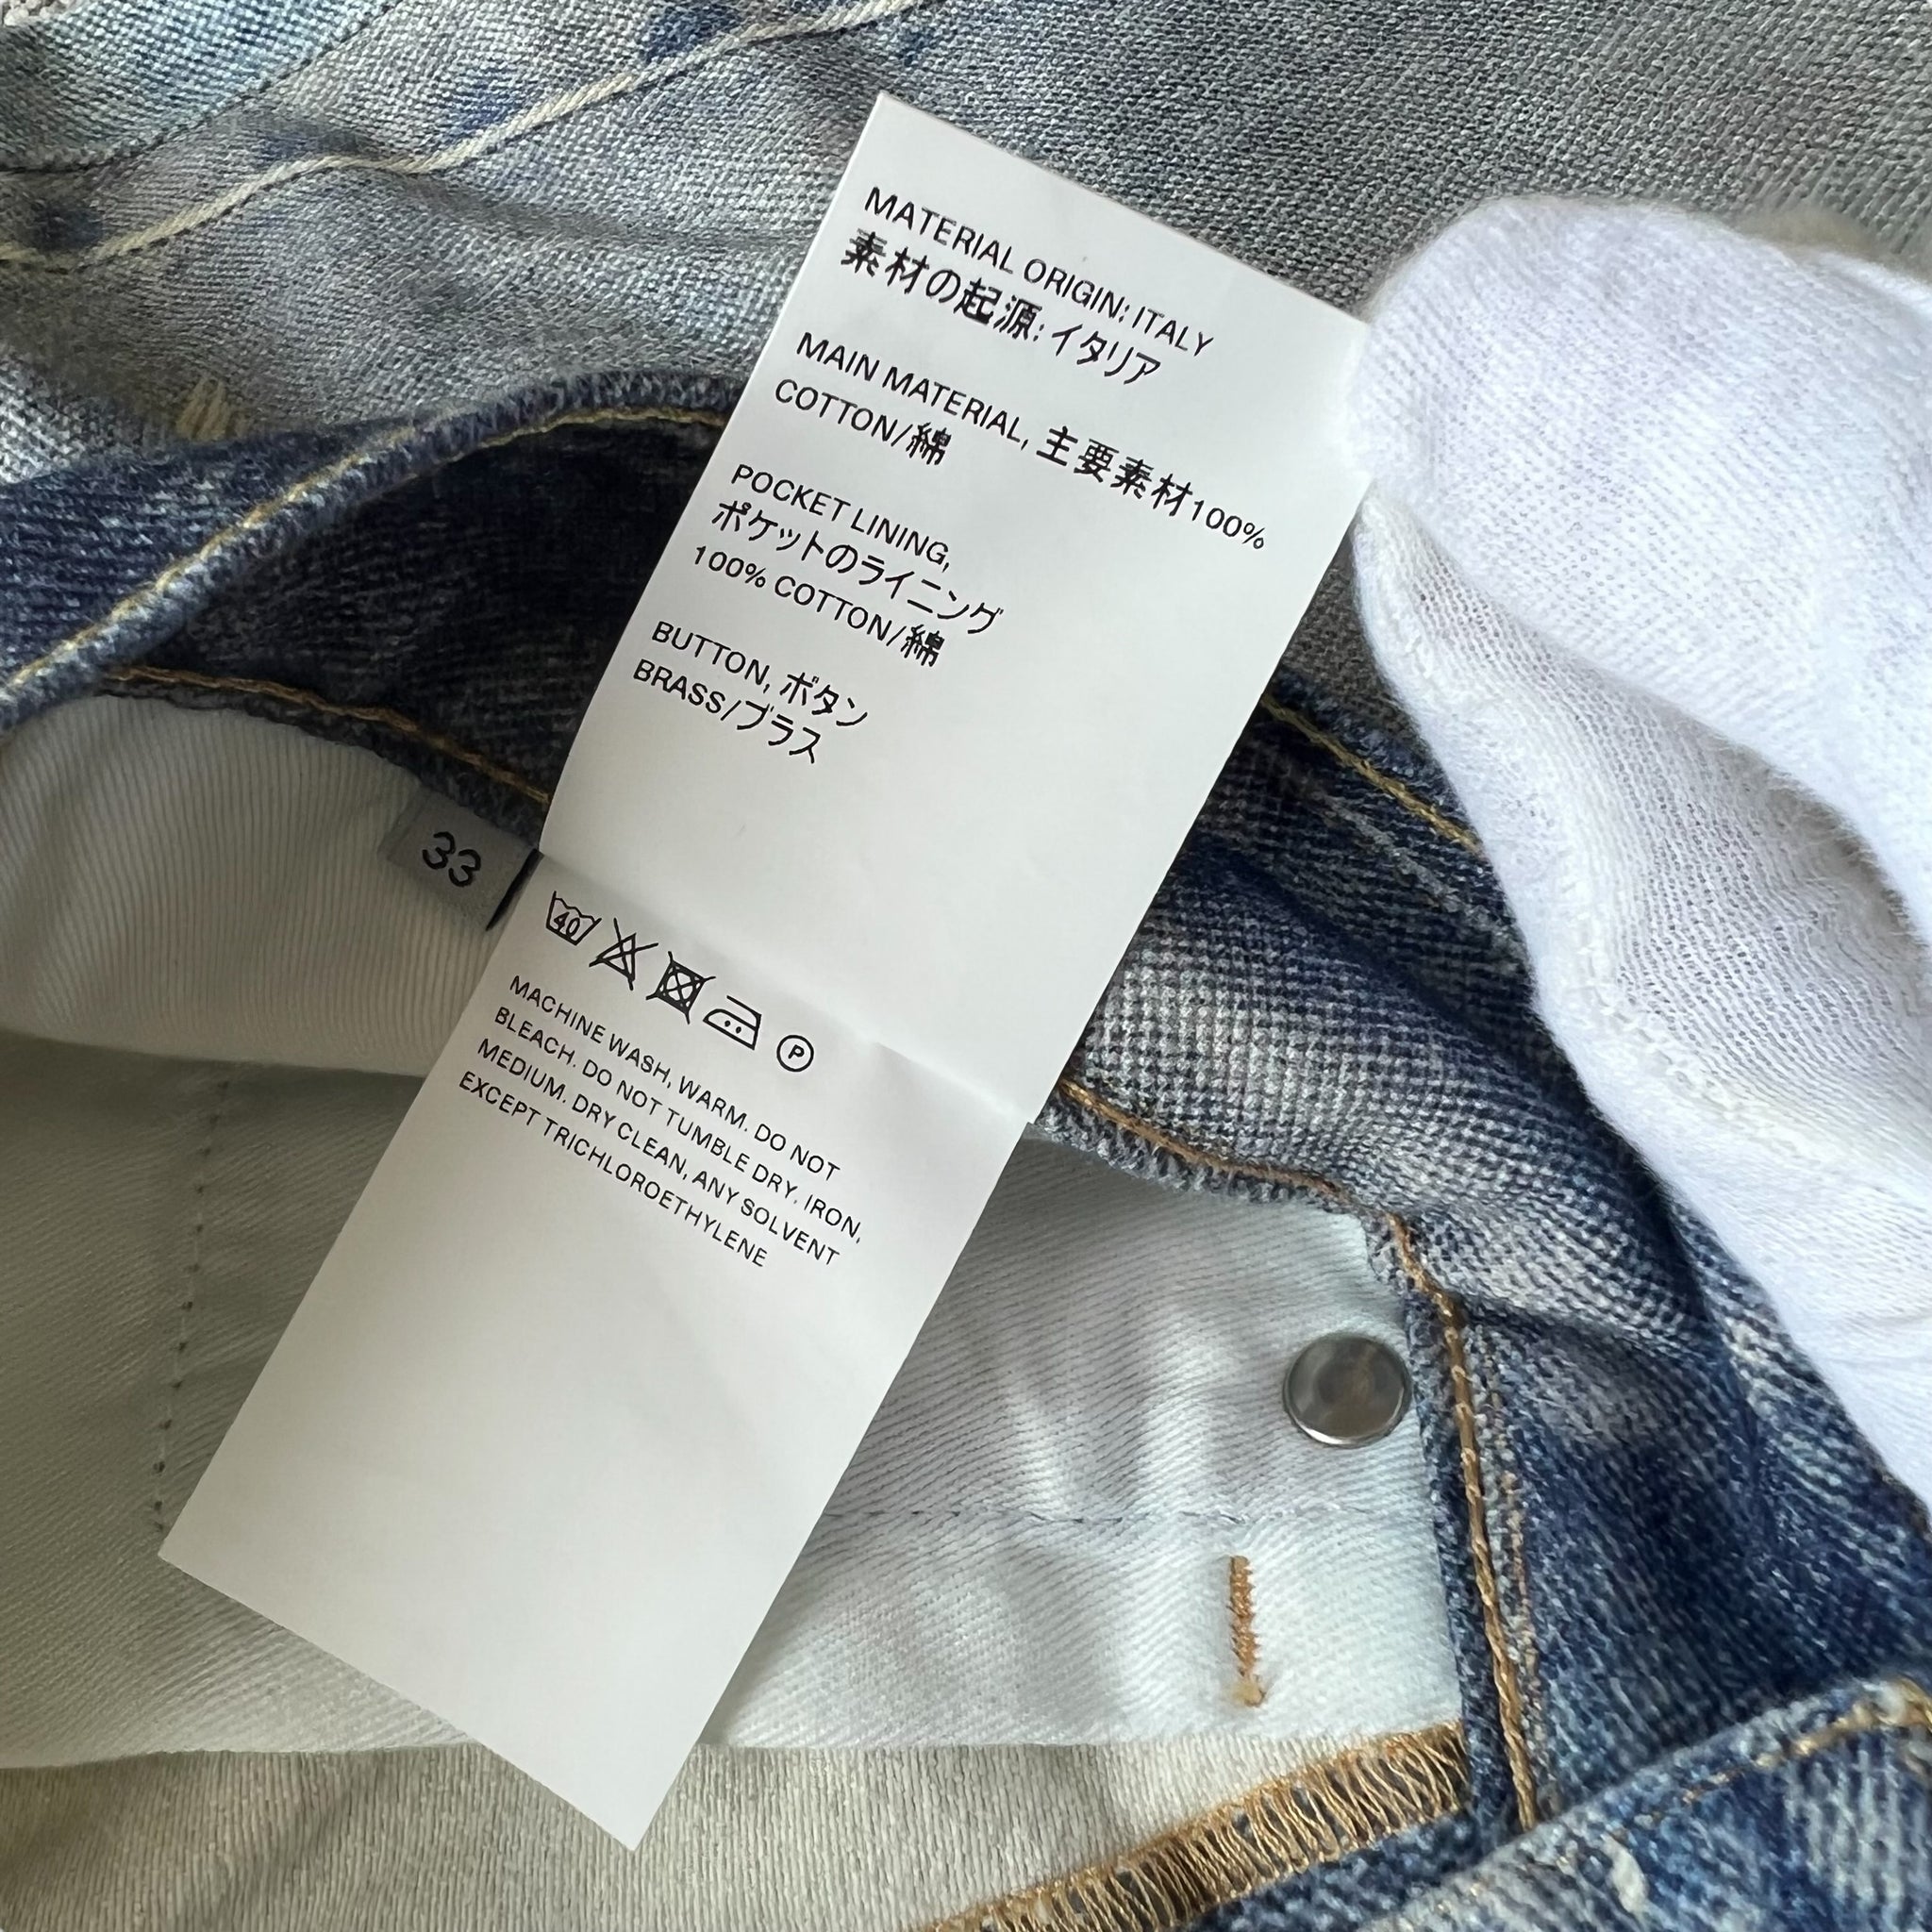 MATERIAL ORIGIN: ITALY
素材の起源: イタリア
MAIN MATERIAL, 主要素材100%
COTTON/綿
POCKET LINING,
ポケットのライニング
100% COTTON/綿
BUTTON, ボタン
BRASS/ブラス
33
40
P
MACHINE WASH, WARM. DO NOT
BLEACH. DO NOT TUMBLE DRY. IRON,
MEDIUM. DRY CLEAN, ANY SOLVENT
EXCEPT TRICHLOROETHYLENE